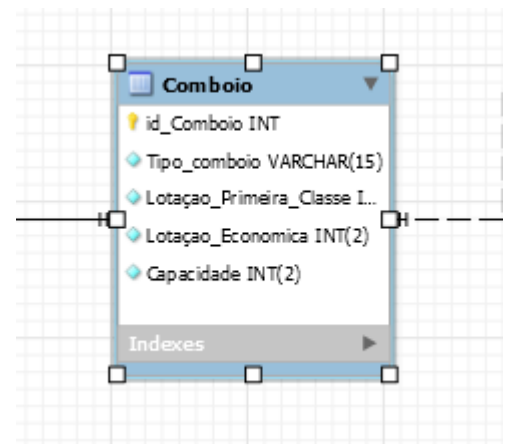 Comboio
id_Comboio INT
Tipo_comboio VARCHAR(15)
Lotaçao_Primeira_Classe I...
Lotaçao_Economica INT(2)
Capacidade INT(2)
Indexes